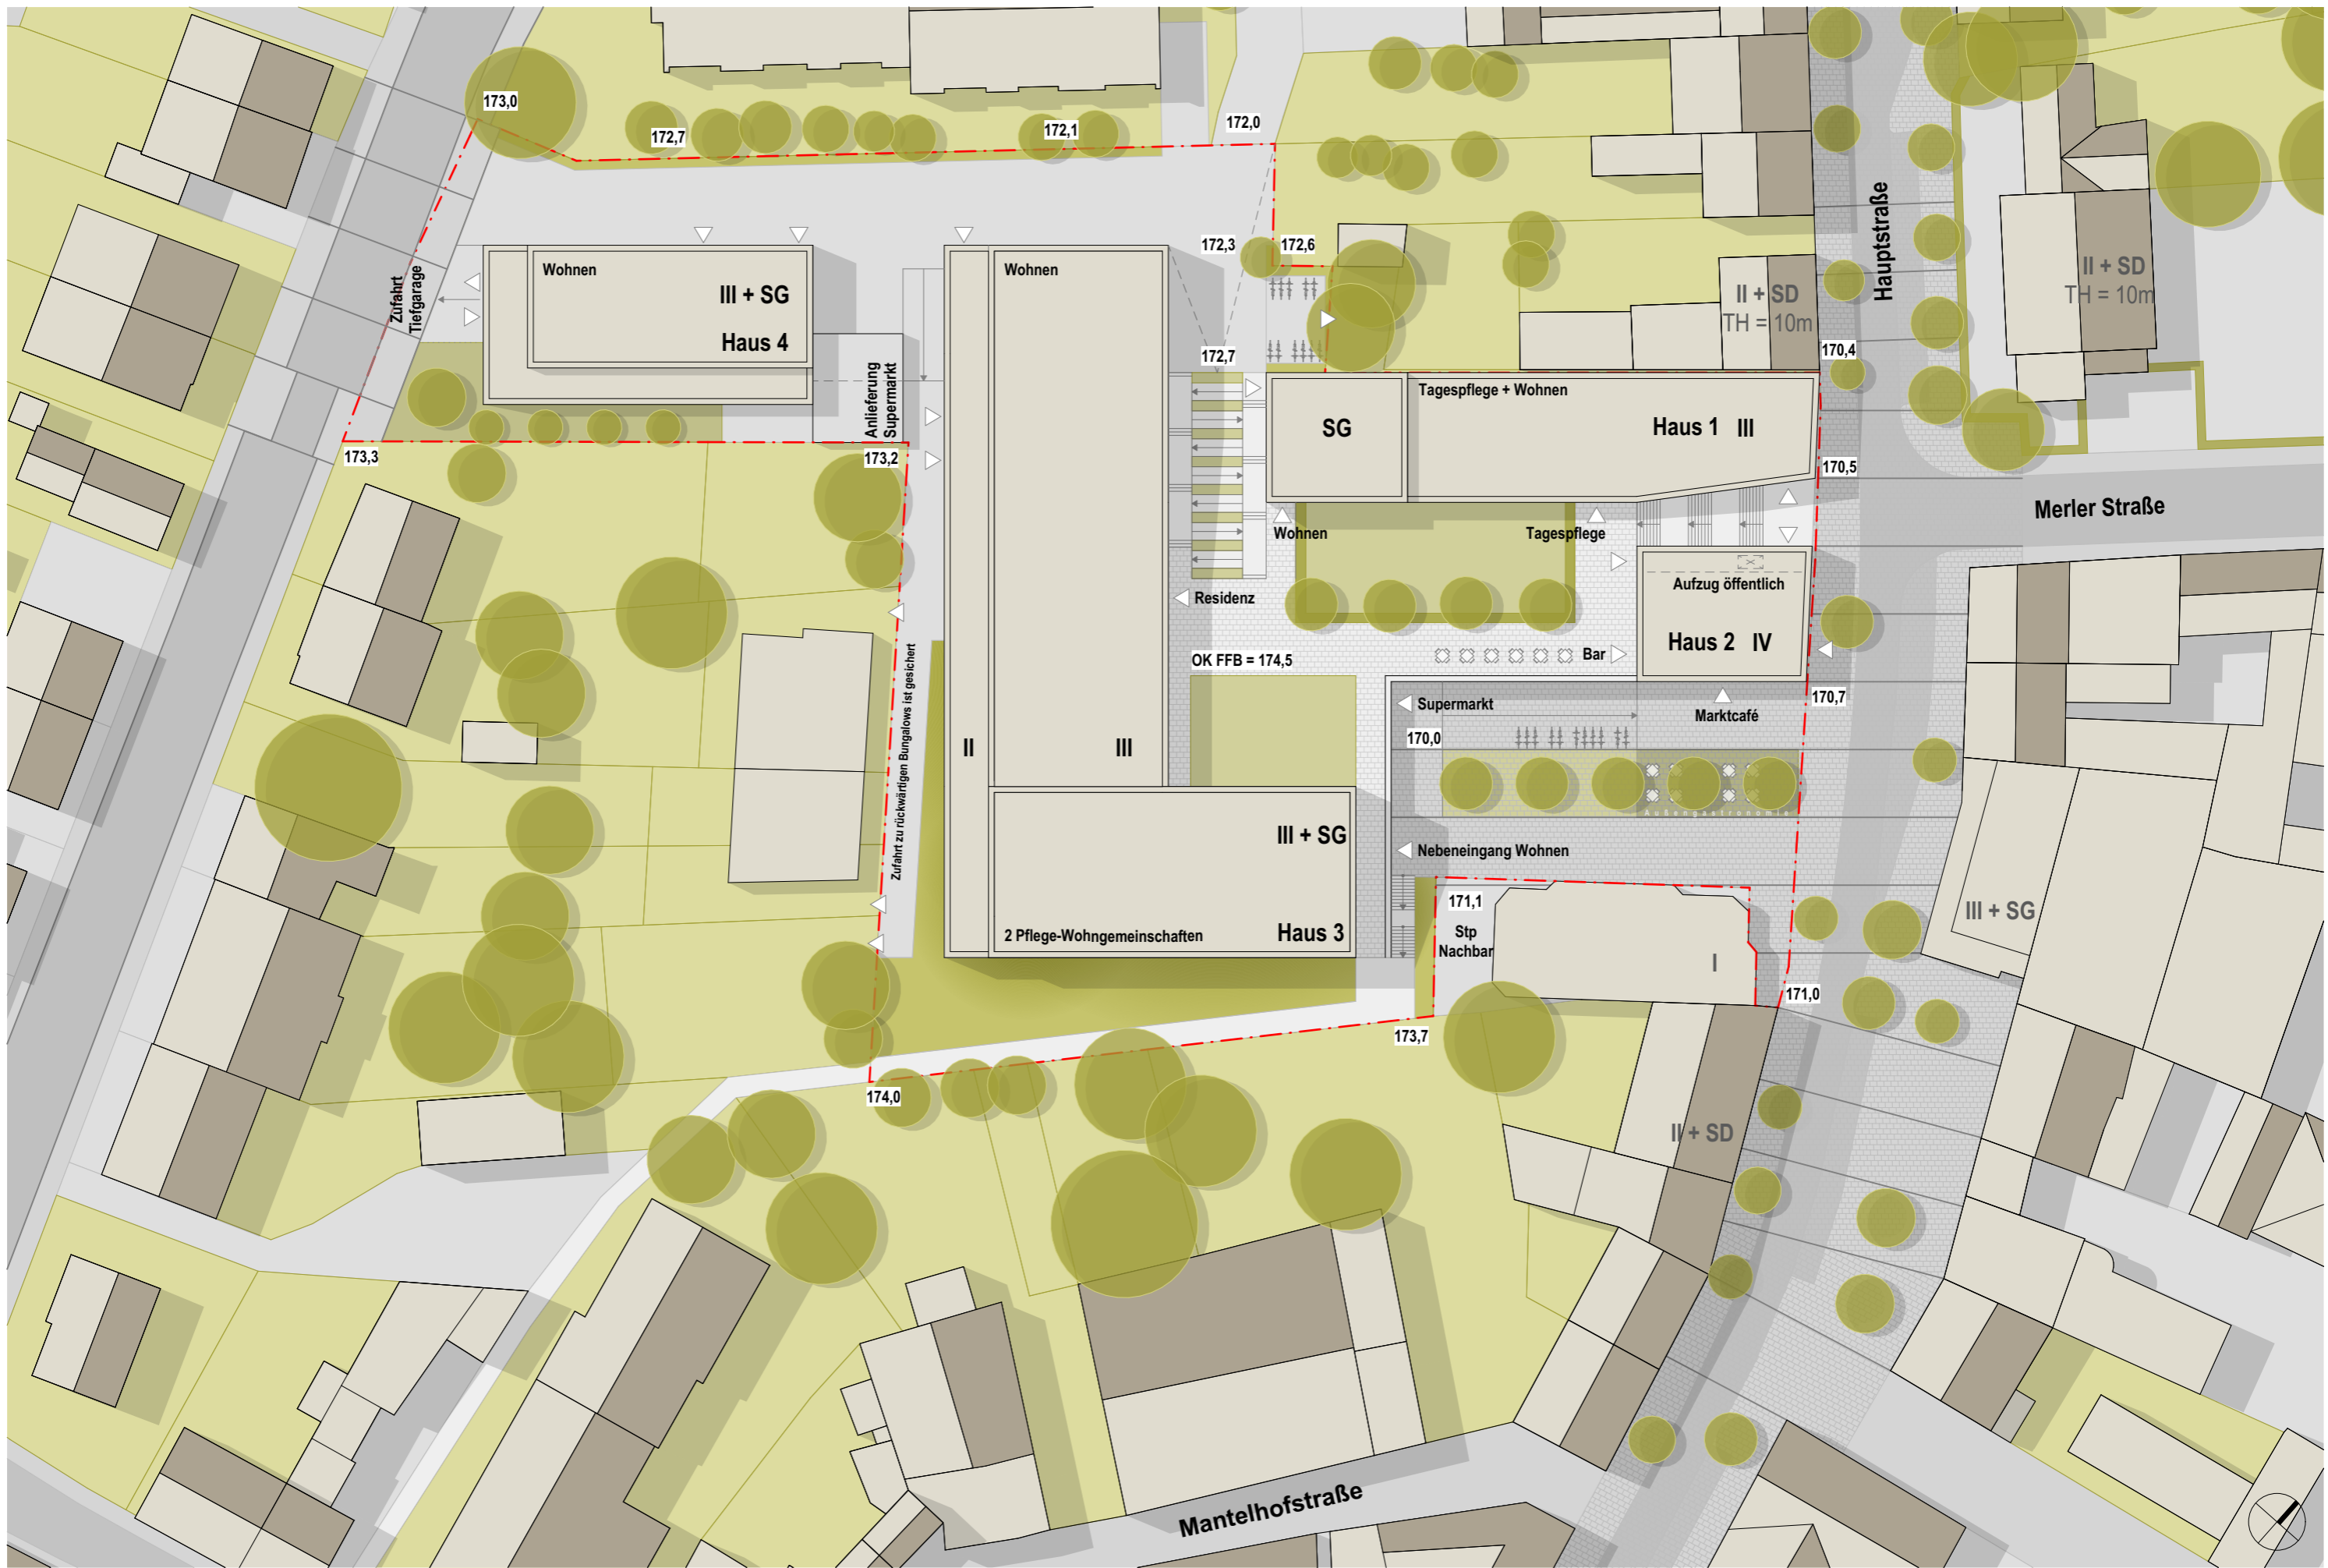 173,0
172,7
172,1
172,0
Hauptstraße
Zufahrt
Tiefgarage
Wohnen
III + SG
Haus 4
Wohnen
172,3
172,6
II + SD
TH = 10m
II + SD
TH = 10m
172,7
170,4
Anlieferung
Supermarkt
Tagespflege + Wohnen
SG
Haus 1 III
173,3
173,2
170,5
Merler Straße
Wohnen
Tagespflege
Aufzug öffentlich
Residenz
Haus 2 IV
Bar
OK FFB = 174,5
Zufahrt zu rückwärtigen Bungalows ist gesichert
Supermarkt
170,7
Marktcafé
170,0
II
III
Außengastronomie
III + SG
Nebeneingang Wohnen
171,1
III + SG
Stp
Nachbar
2 Pflege-Wohngemeinschaften
Haus 3
I
171,0
173,7
174,0
II + SD
Mantelhofstraße